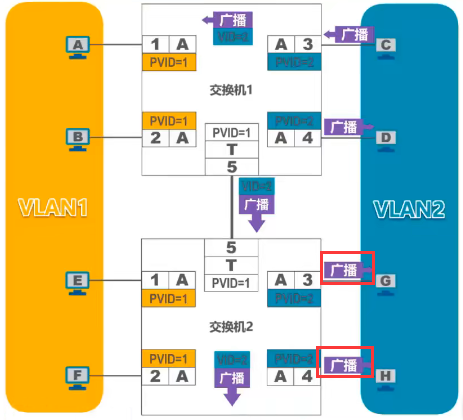 广播
VID=2
广播
A
1 A
A 3
C
PVID=1
PVID=2
交换机1
PVID=1
PVID=2
广播
B
2 A
PVID=1
A 4
D
T
5
VLAN1
VID=2
VLAN2
广播
5
广播
E
1 A
T
A 3
G
PVID=1
PVID=1
PVID=2
交换机2
PVID=1
VID=2
PVID=2
广播
F
2 A
广播
A 4
H